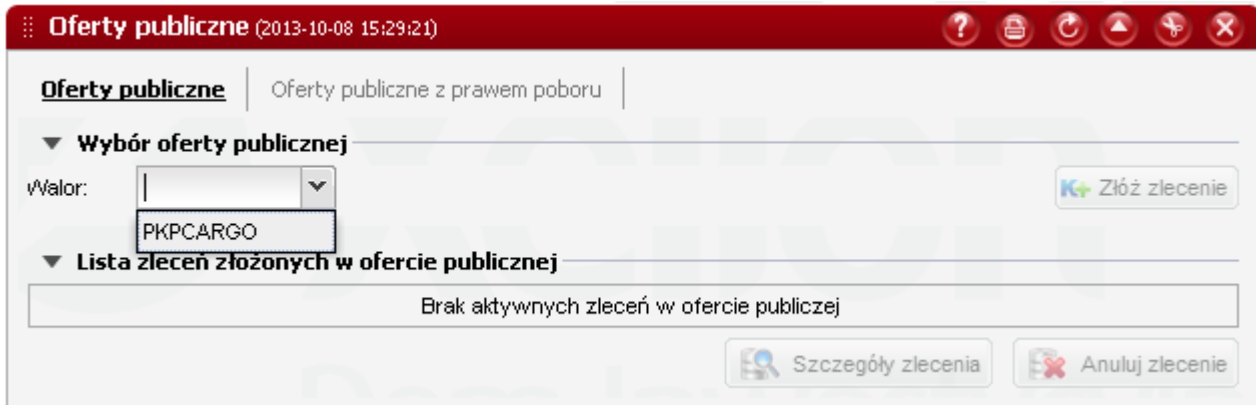 Oferty publiczne (2013-10-08 15:29:21)
Oferty publiczne Oferty publiczne z prawem poboru
Wybór oferty publicznej
Walor: K+ Złóż zlecenie
PKPCARGO
Lista zleceń złożonych w ofercie publicznej
Brak aktywnych zleceń w ofercie publiczej
Szczegóły zlecenia Anuluj zlecenie